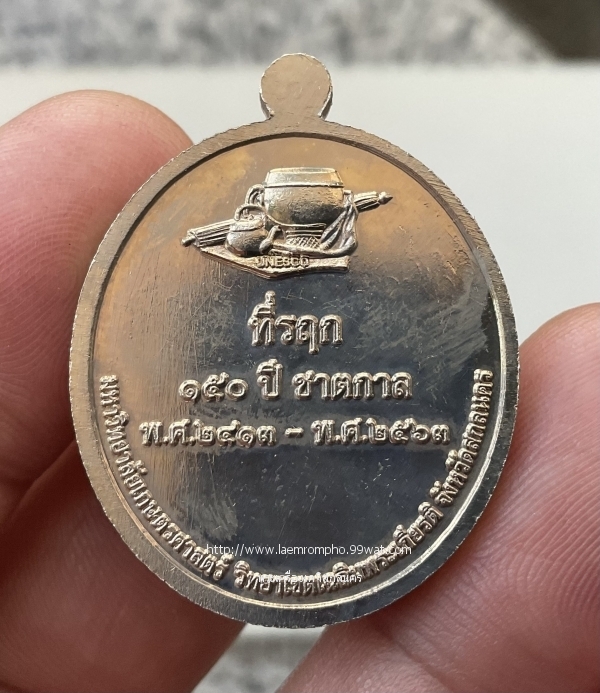 UNESCO
ที่รฤก
๑๕๐ ปี ชาตกาล
พ.ศ.๒๔๑๓ - พ.ศ.๒๕๖๓
มหาวิทยาลัยเกษตรศาสตร์ วิทยาเขตเฉลิมพระเกียรติ จังหวัดสกลนคร
http://www.laemrompho.99wat.com